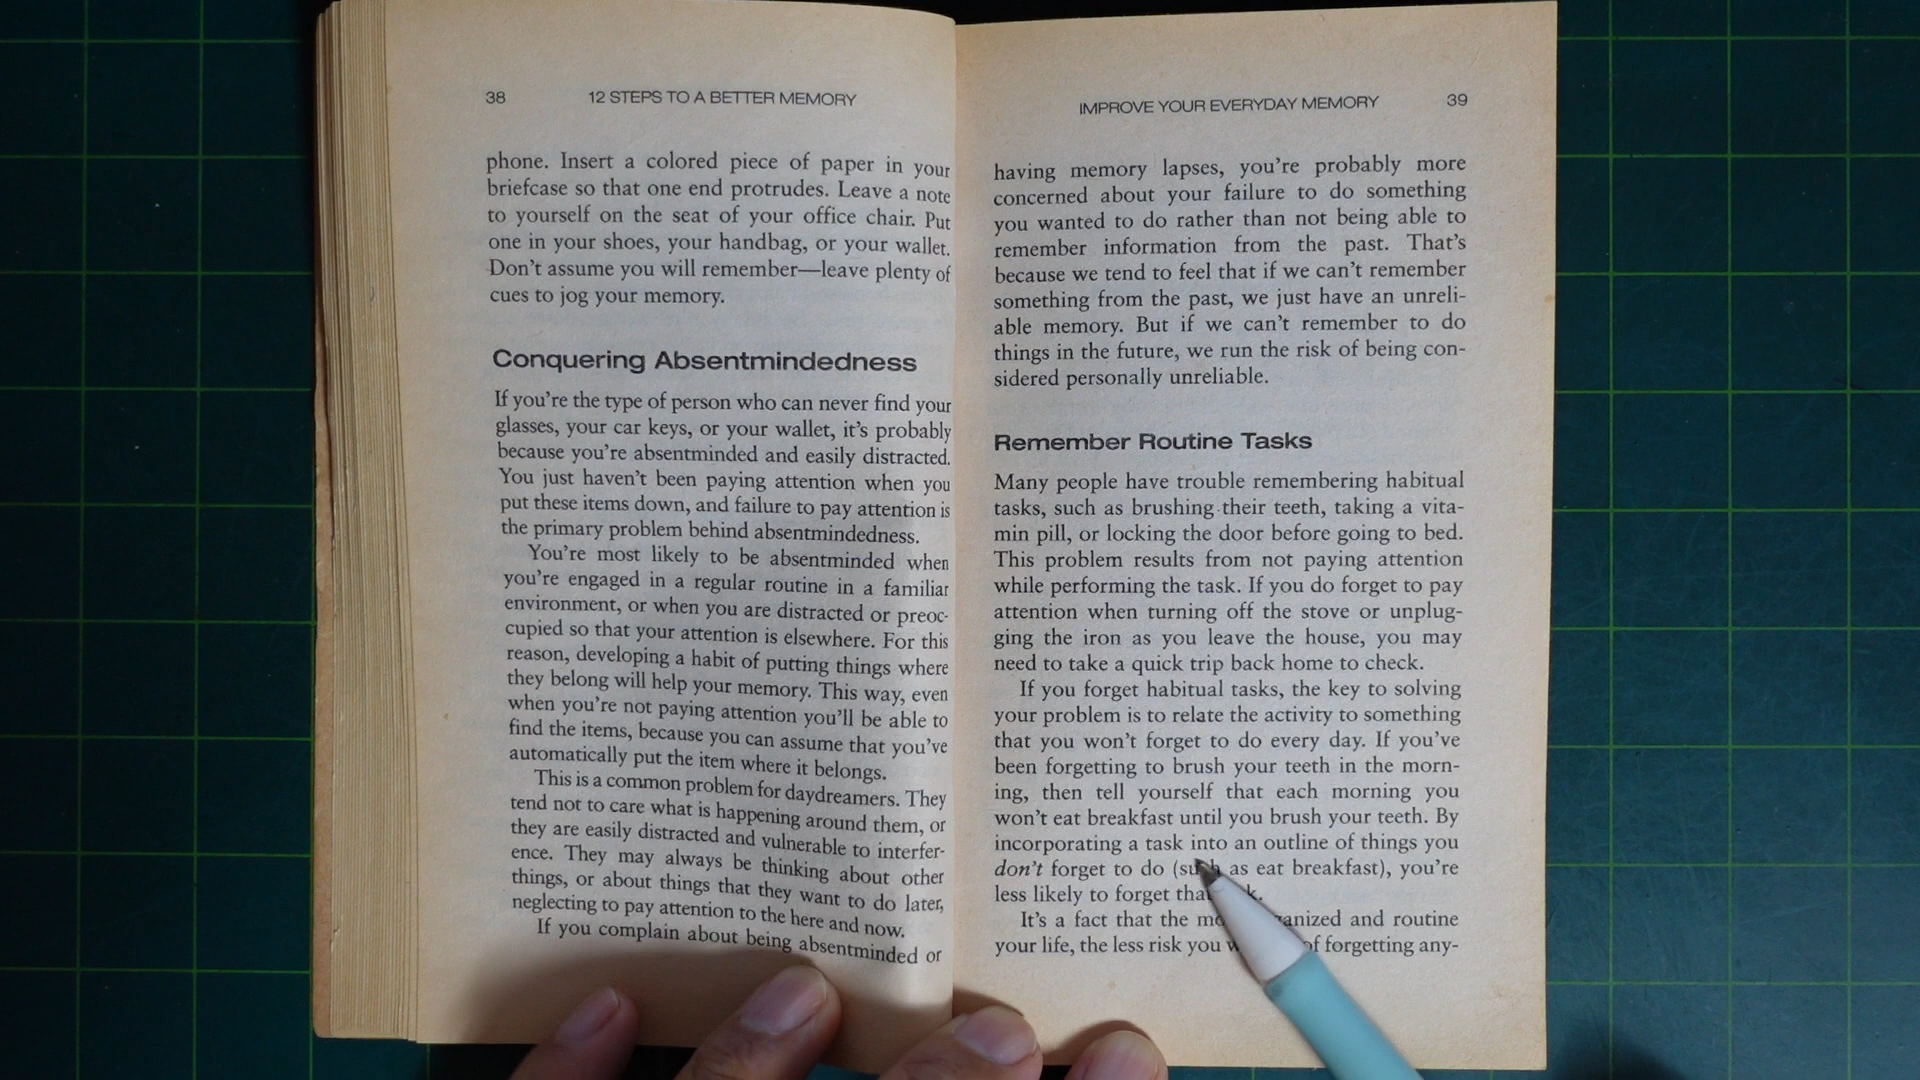 38 12 STEPS TO A BETTER MEMORY
phone. Insert a colored piece of paper in your
briefcase so that one end protrudes. Leave a note
to yourself on the seat of your office chair. Put
one in your shoes, your handbag, or your wallet.
Don't assume you will remember—leave plenty of
cues to jog your memory.
Conquering Absentmindedness
If you're the type of person who can never find your
glasses, your car keys, or your wallet, it's probably
because you're absentminded and easily distracted.
You just haven't been paying attention when you
put these items down, and failure to pay attention is
the primary problem behind absentmindedness.
You're most likely to be absentminded when
you're engaged in a regular routine in a familiar
environment, or when you are distracted or preoc-
cupied so that your attention is elsewhere. For this
reason, developing a habit of putting things where
they belong will help your memory. This way, even
when you're not paying attention you'll be able to
find the items, because you can assume that you've
automatically put the item where it belongs.
This is a common problem for daydreamers. They
tend not to care what is happening around them, or
they are easily distracted and vulnerable to interfer-
ence. They may always be thinking about other
things, or about things that they want to do later,
neglecting to pay attention to the here and now.
If you complain about being absentminded or
IMPROVE YOUR EVERYDAY MEMORY 39
having memory lapses, you're probably more
concerned about your failure to do something
you wanted to do rather than not being able to
remember information from the past. That's
because we tend to feel that if we can't remember
something from the past, we just have an unreli-
able memory. But if we can't remember to do
things in the future, we run the risk of being con-
sidered personally unreliable.
Remember Routine Tasks
Many people have trouble remembering habitual
tasks, such as brushing their teeth, taking a vita-
min pill, or locking the door before going to bed.
This problem results from not paying attention
while performing the task. If you do forget to pay
attention when turning off the stove or unplug-
ging the iron as you leave the house, you may
need to take a quick trip back home to check.
If you forget habitual tasks, the key to solving
your problem is to relate the activity to something
that you won't forget to do every day. If you've
been forgetting to brush your teeth in the morn-
ing, then tell yourself that each morning you
won't eat breakfast until you brush your teeth. By
incorporating a task into an outline of things you
don't forget to do (such as eat breakfast), you're
less likely to forget that
It's a fact that the and routine
your life, the less risk you of forgetting any-